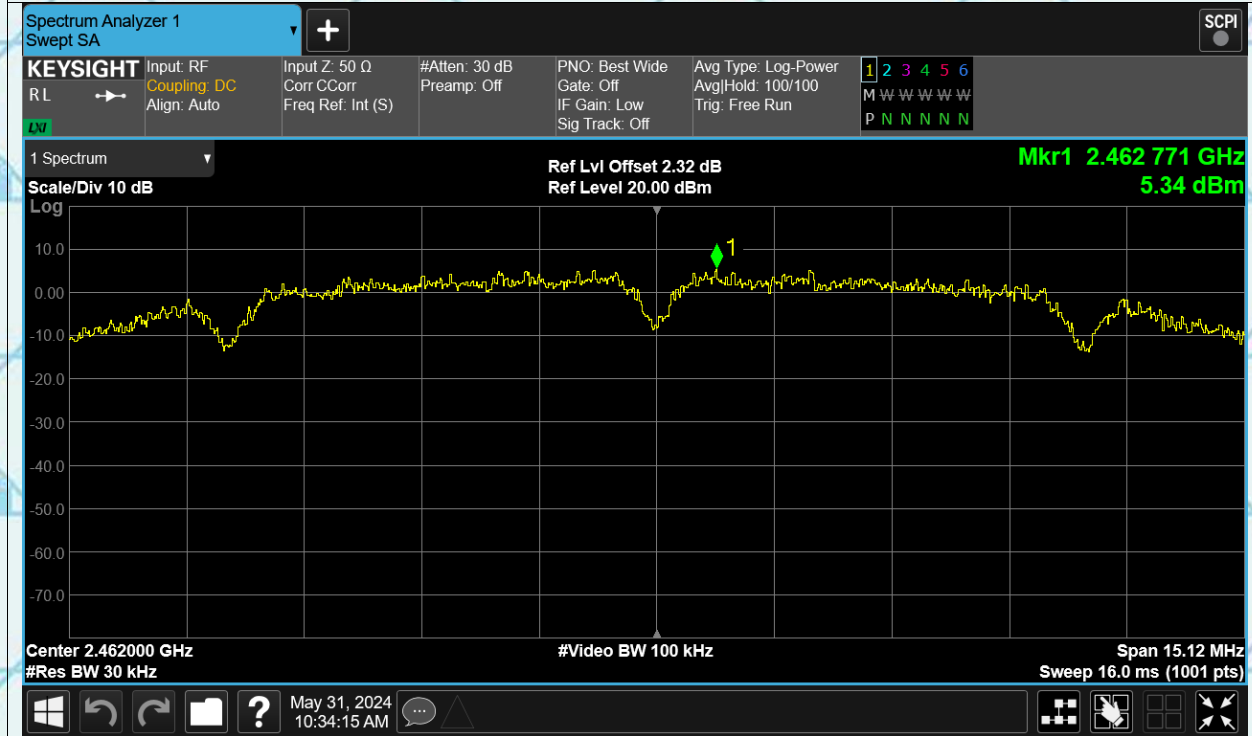 Spectrum Analyzer 1
Swept SA
+
SCPI
KEYSIGHT
R L
LXI
Input: RF
Coupling: DC
Align: Auto
Input Z: 50 Ω
Corr CCorr
Freq Ref: Int (S)
#Atten: 30 dB
Preamp: Off
PNO: Best Wide
Gate: Off
IF Gain: Low
Sig Track: Off
Avg Type: Log-Power
Avg|Hold: 100/100
Trig: Free Run
1 2 3 4 5 6
M W W W W W
P N N N N N
1 Spectrum
Scale/Div 10 dB
Log
Ref Lvl Offset 2.32 dB
Ref Level 20.00 dBm
Mkr1 2.462 771 GHz
5.34 dBm
1
10.0
0.00
-10.0
-20.0
-30.0
-40.0
-50.0
-60.0
-70.0
Center 2.462000 GHz
#Res BW 30 kHz
#Video BW 100 kHz
Span 15.12 MHz
Sweep 16.0 ms (1001 pts)
?
May 31, 2024
10:34:15 AM